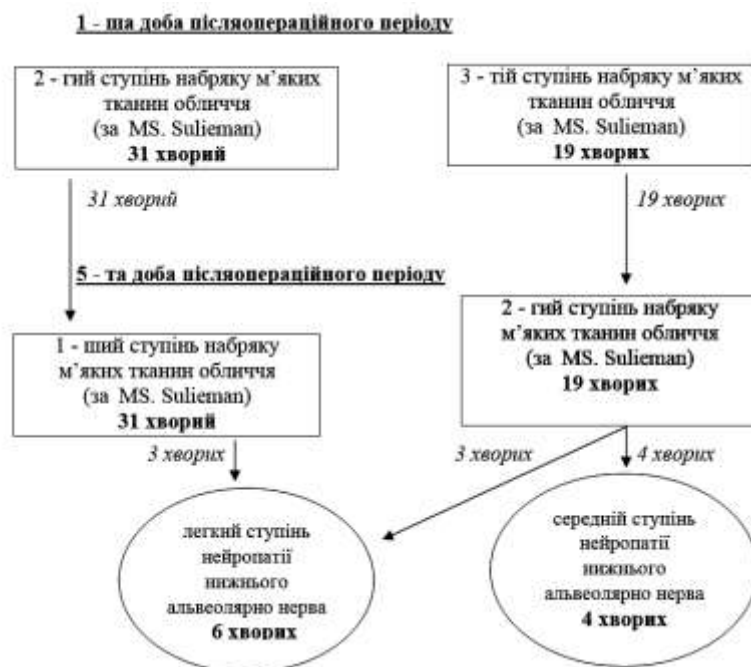 1 - ша доба післяопераційного періоду
2 - гий ступінь набряку м’яких
тканин обличчя
(за MS. Sulieman)
31 хворий
3 - тій ступінь набряку м’яких
тканин обличчя
(за MS. Sulieman)
19 хворих
31 хворий
19 хворих
5 - та доба післяопераційного періоду
1 - ший ступінь набряку
м’яких тканин обличчя
(за MS. Sulieman)
31 хворий
2 - гий ступінь набряку
м’яких тканин обличчя
(за MS. Sulieman)
19 хворих
3 хворих
3 хворих
4 хворих
легкий ступінь
нейропатії
нижнього
альвеолярно нерва
6 хворих
середній ступінь
нейропатії
нижнього
альвеолярно нерва
4 хворих